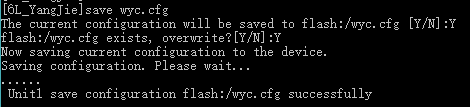 [6L_YangJie]save wyc.cfg
The current configuration will be saved to flash:/wyc.cfg [Y/N]:Y
flash:/wyc.cfg exists, overwrite?[Y/N]:Y
Now saving current configuration to the device.
Saving configuration. Please wait...
......
Unit1 save configuration flash:/wyc.cfg successfully